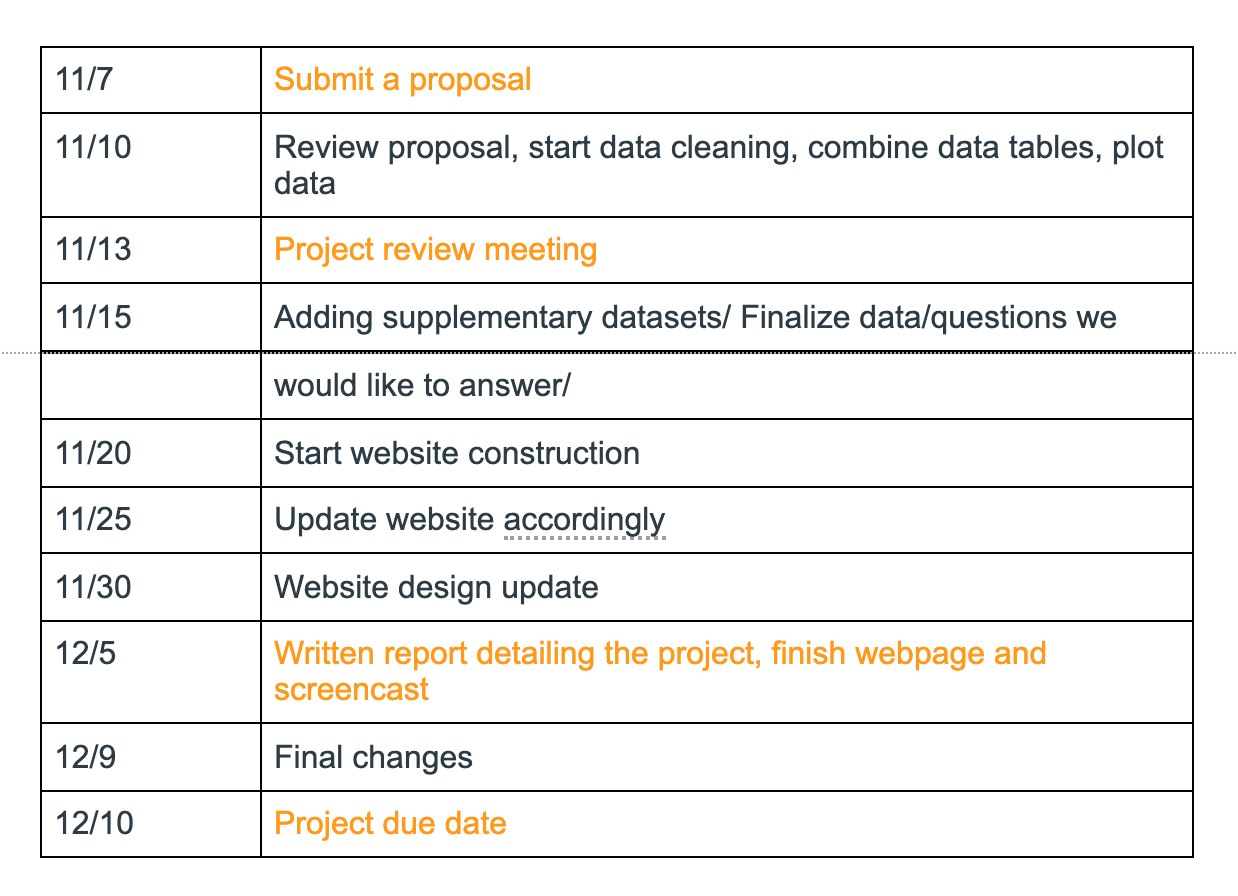 11/7 Submit a proposal
11/10 Review proposal, start data cleaning, combine data tables, plot
data
11/13 Project review meeting
11/15 Adding supplementary datasets/ Finalize data/questions we
would like to answer/
11/20 Start website construction
11/25 Update website accordingly
11/30 Website design update
12/5 Written report detailing the project, finish webpage and
screencast
12/9 Final changes
12/10 Project due date